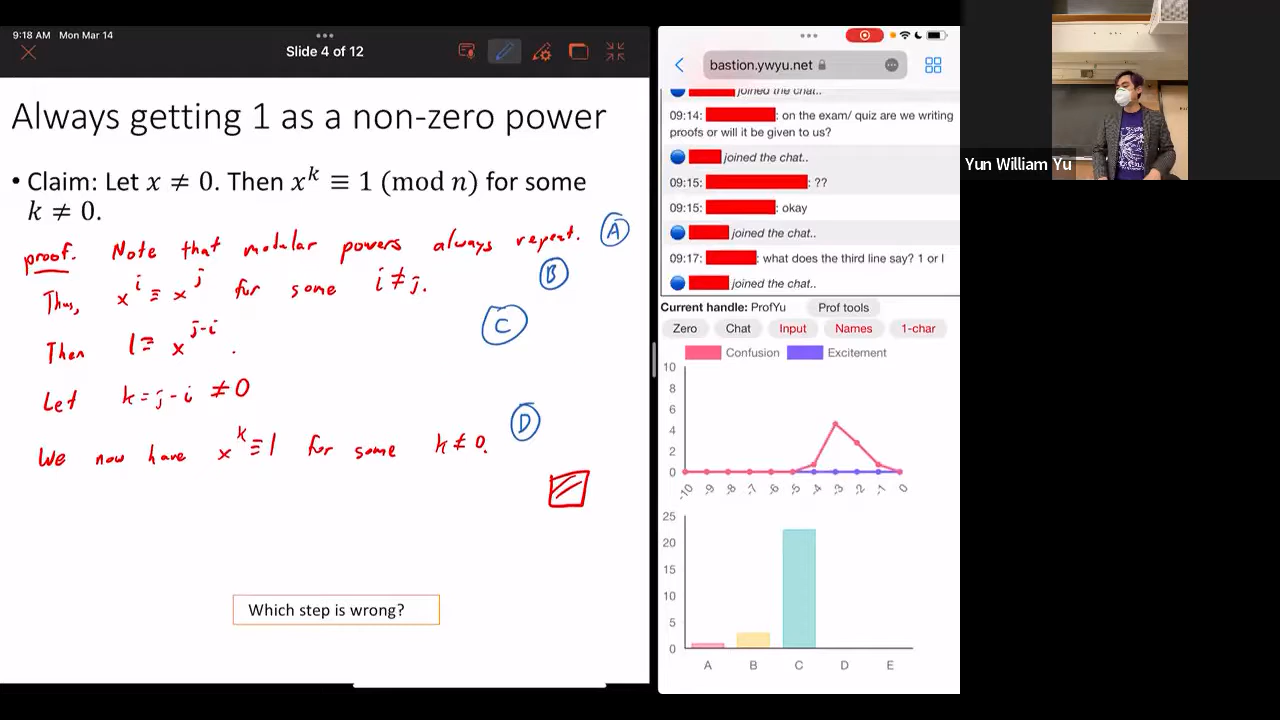 9:18 AM Mon Mar 14
Slide 4 of 12
Always getting 1 as a non-zero power
• Claim: Let x ≠ 0. Then x^k ≡ 1 (mod n) for some
k ≠ 0.
proof. Note that modular powers always repeat. A
Thus, x^i ≡ x^j for some i ≠ j. B
C
Then 1 ≡ x^{j-i}.
Let k = j - i ≠ 0
We now have x^k ≡ 1 for some k ≠ 0. D
Which step is wrong?
bastion.ywyu.net
joined the chat..
09:14: : on the exam/ quiz are we writing
proofs or will it be given to us?
joined the chat..
09:15: : ??
09:15: : okay
joined the chat..
09:17: : what does the third line say? 1 or l
joined the chat..
Current handle: ProfYu Prof tools
Zero Chat Input Names 1-char
Confusion Excitement
10
8
6
4
2
0
-10 -9 -8 -7 -6 -5 -4 -3 -2 -1 0
25
20
15
10
5
0
A B C D E
Yun William Yu